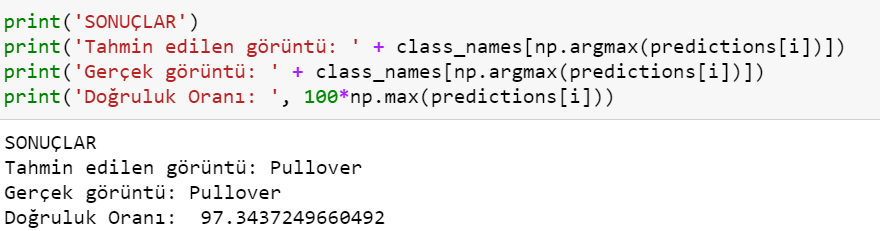 print('SONUÇLAR')
print('Tahmin edilen görüntü: ' + class_names[np.argmax(predictions[i])])
print('Gerçek görüntü: ' + class_names[np.argmax(predictions[i])])
print('Doğruluk Oranı: ', 100*np.max(predictions[i]))
SONUÇLAR
Tahmin edilen görüntü: Pullover
Gerçek görüntü: Pullover
Doğruluk Oranı:  97.3437249660492